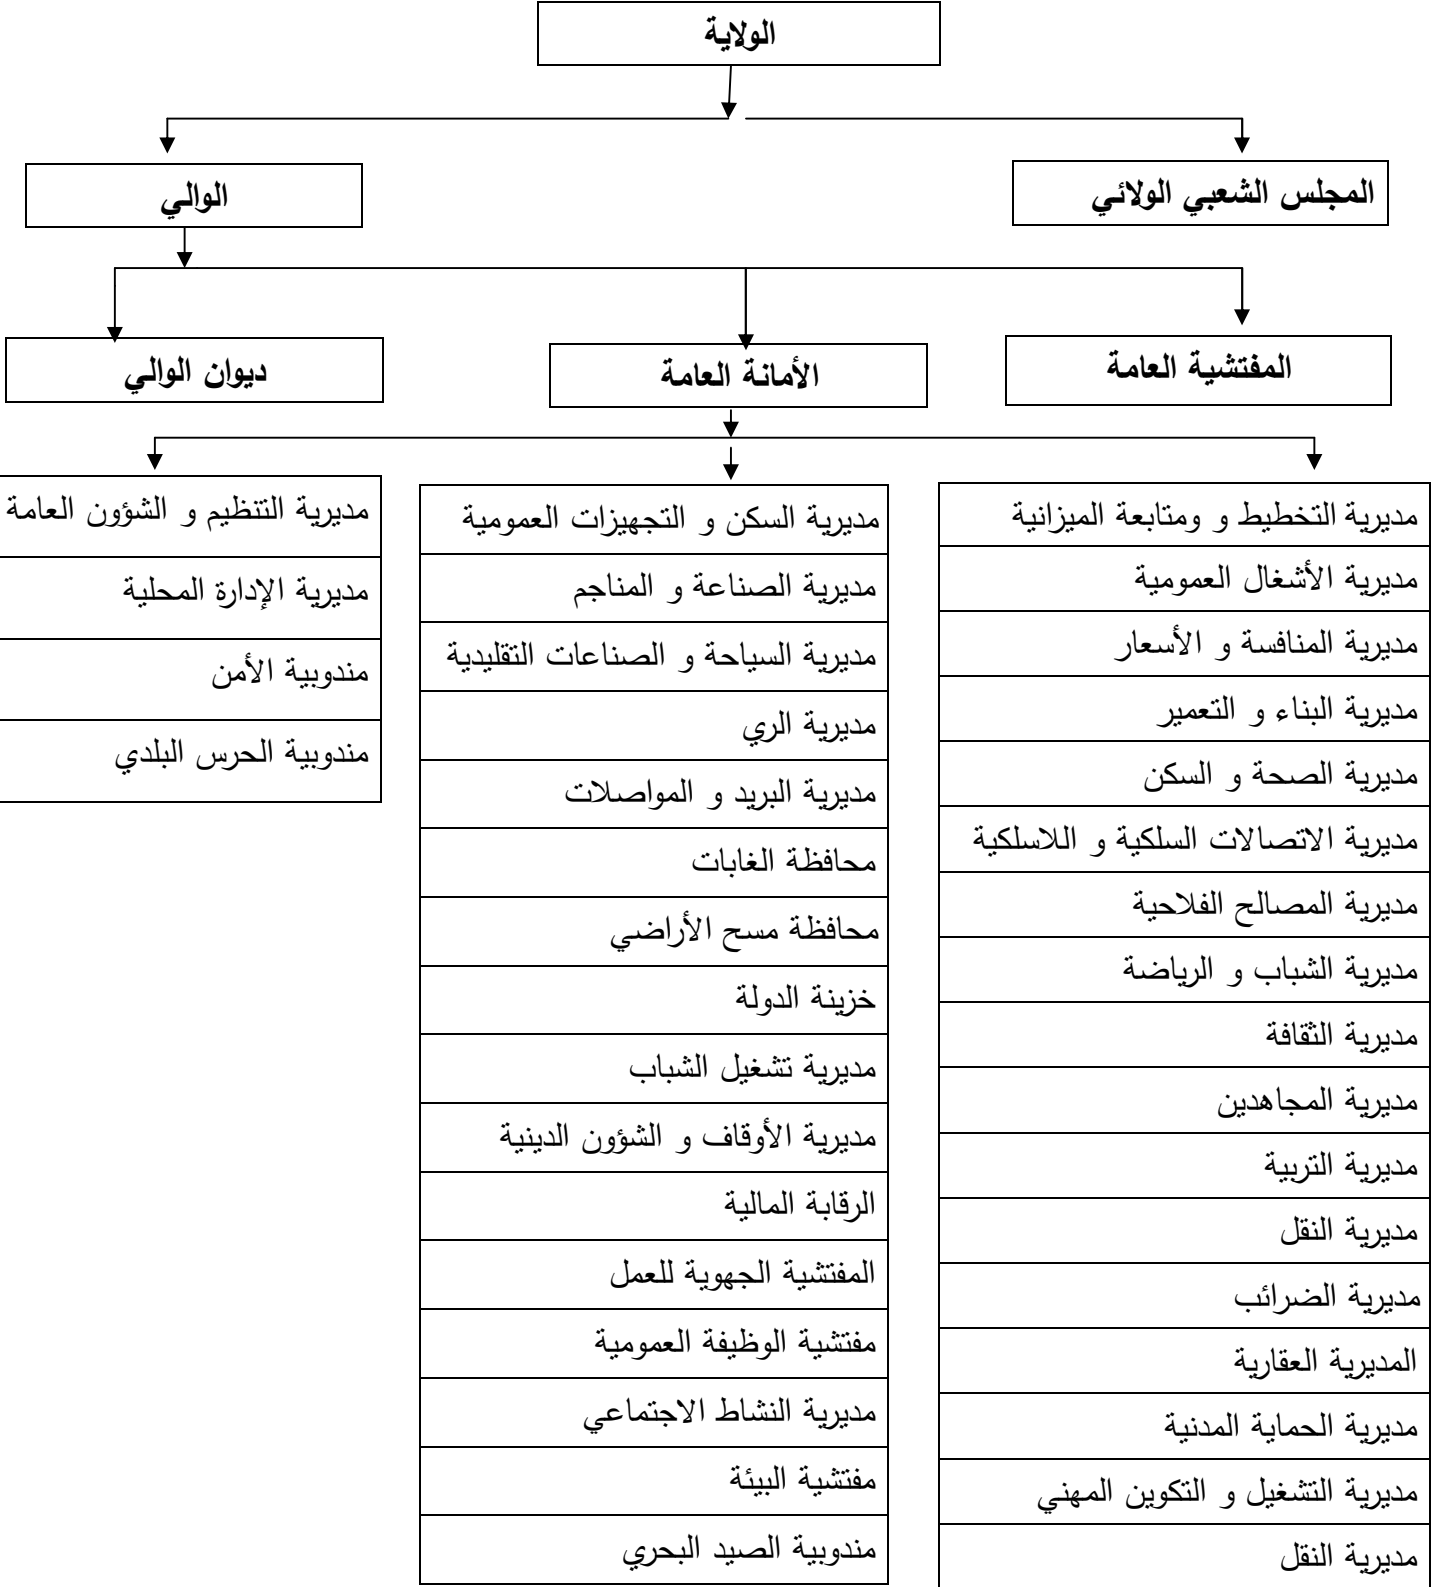 الولاية
المجلس الشعبي الولائي
الوالي
المفتشية العامة
الأمانة العامة
ديوان الوالي
مديرية التخطيط و ومتابعة الميزانية
مديرية الأشغال العمومية
مديرية المنافسة و الأسعار
مديرية البناء و التعمير
مديرية الصحة و السكن
مديرية الاتصالات السلكية و اللاسلكية
مديرية المصالح الفلاحية
مديرية الشباب و الرياضة
مديرية الثقافة
مديرية المجاهدين
مديرية التربية
مديرية النقل
مديرية الضرائب
المديرية العقارية
مديرية الحماية المدنية
مديرية التشغيل و التكوين المهني
مديرية النقل
مديرية السكن و التجهيزات العمومية
مديرية الصناعة و المناجم
مديرية السياحة و الصناعات التقليدية
مديرية الري
مديرية البريد و المواصلات
محافظة الغابات
محافظة مسح الأراضي
خزينة الدولة
مديرية تشغيل الشباب
مديرية الأوقاف و الشؤون الدينية
الرقابة المالية
المفتشية الجهوية للعمل
مفتشية الوظيفة العمومية
مديرية النشاط الاجتماعي
مفتشية البيئة
مندوبية الصيد البحري
مديرية التنظيم و الشؤون العامة
مديرية الإدارة المحلية
مندوبية الأمن
مندوبية الحرس البلدي